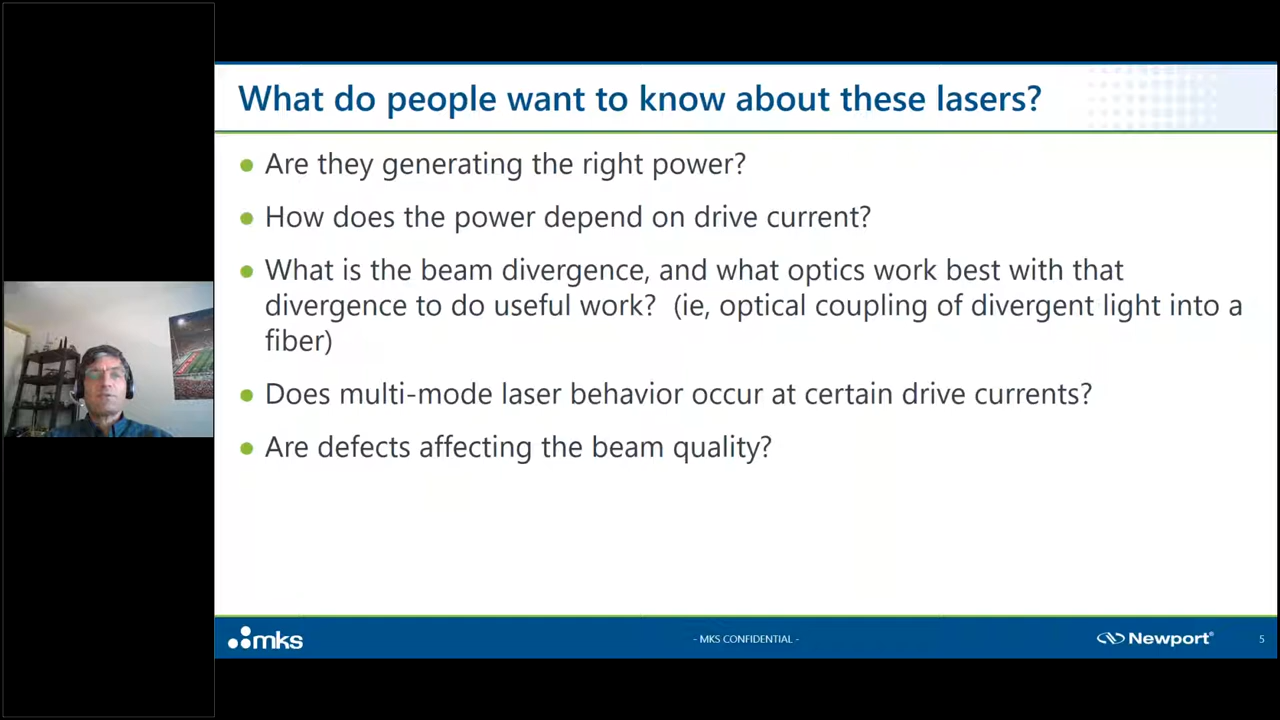 What do people want to know about these lasers?
Are they generating the right power?
How does the power depend on drive current?
What is the beam divergence, and what optics work best with that
divergence to do useful work?  (ie, optical coupling of divergent light into a
fiber)
Does multi-mode laser behavior occur at certain drive currents?
Are defects affecting the beam quality?
mks
- MKS CONFIDENTIAL -
Newport®
5